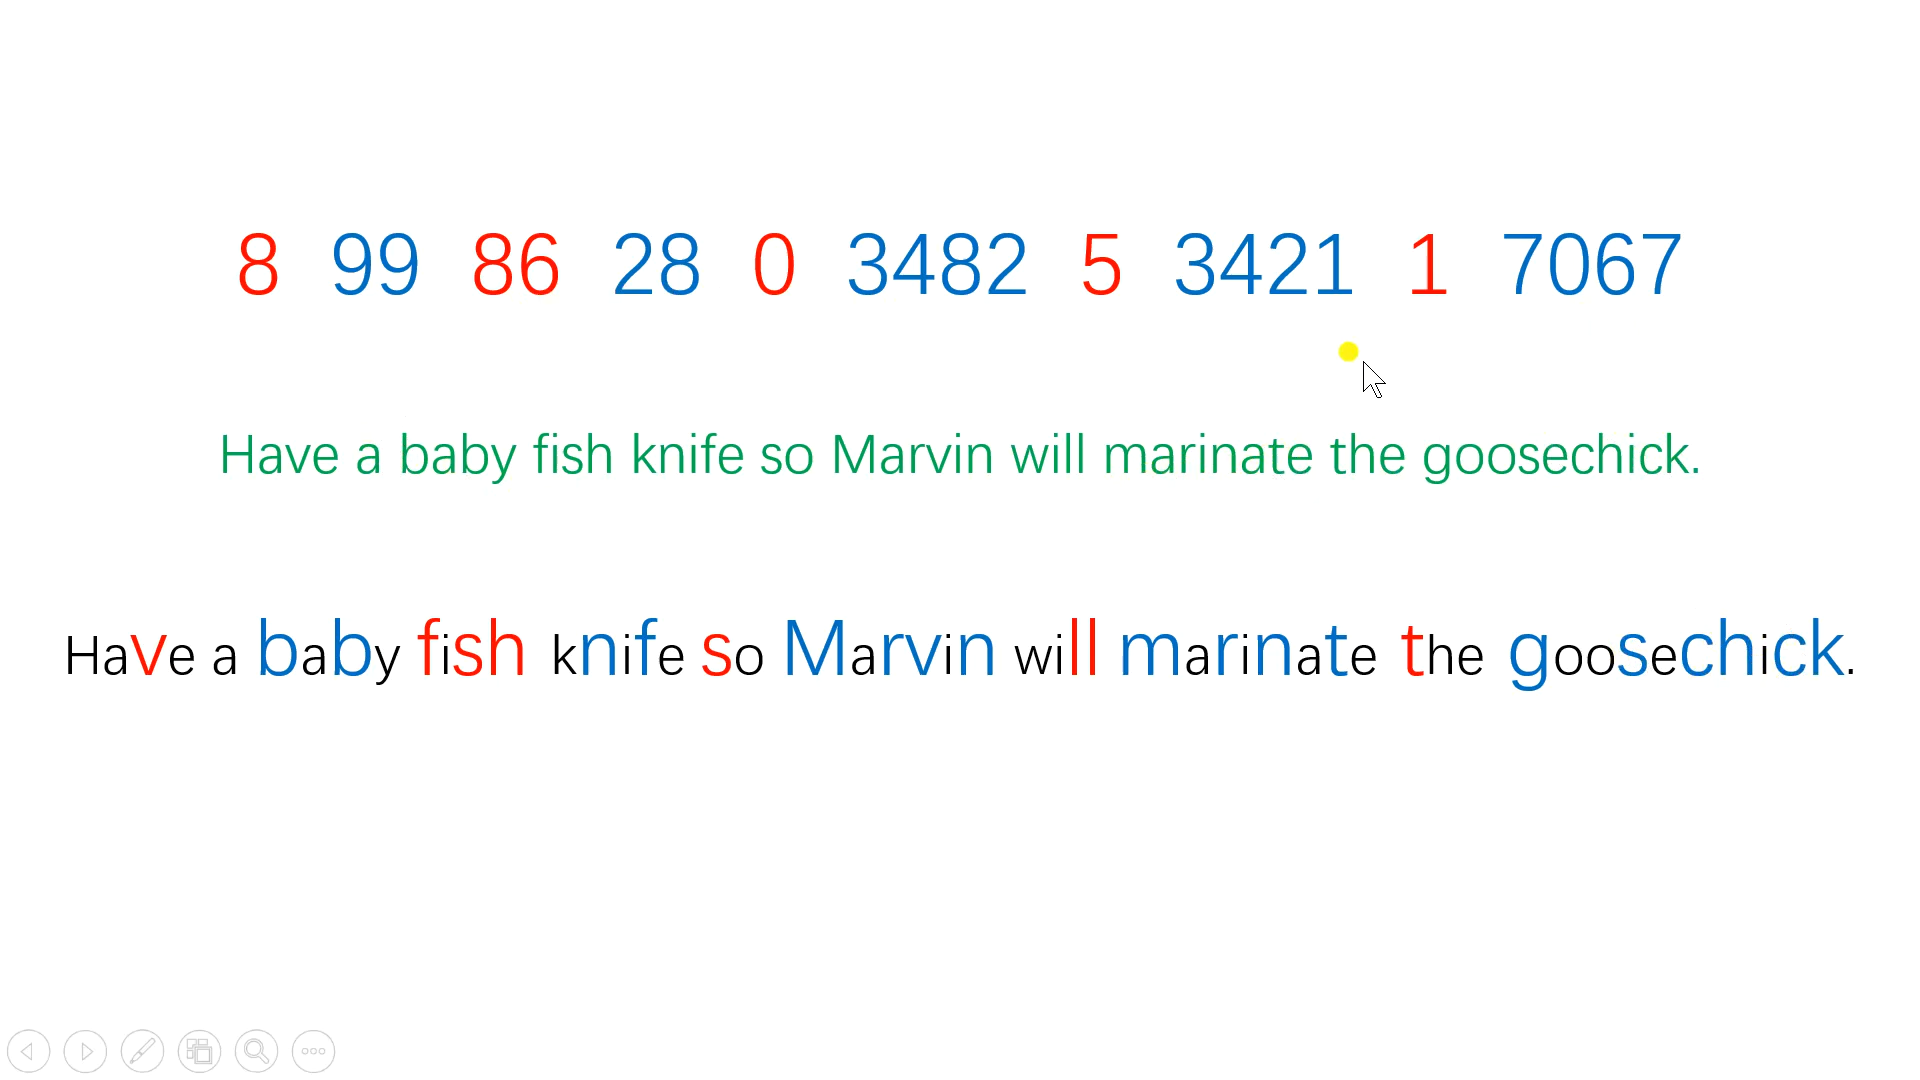 8 99 86 28 0 3482 5 3421 1 7067
Have a baby fish knife so Marvin will marinate the goosechick.
Have a baby fish knife so Marvin will marinate the goosechick.